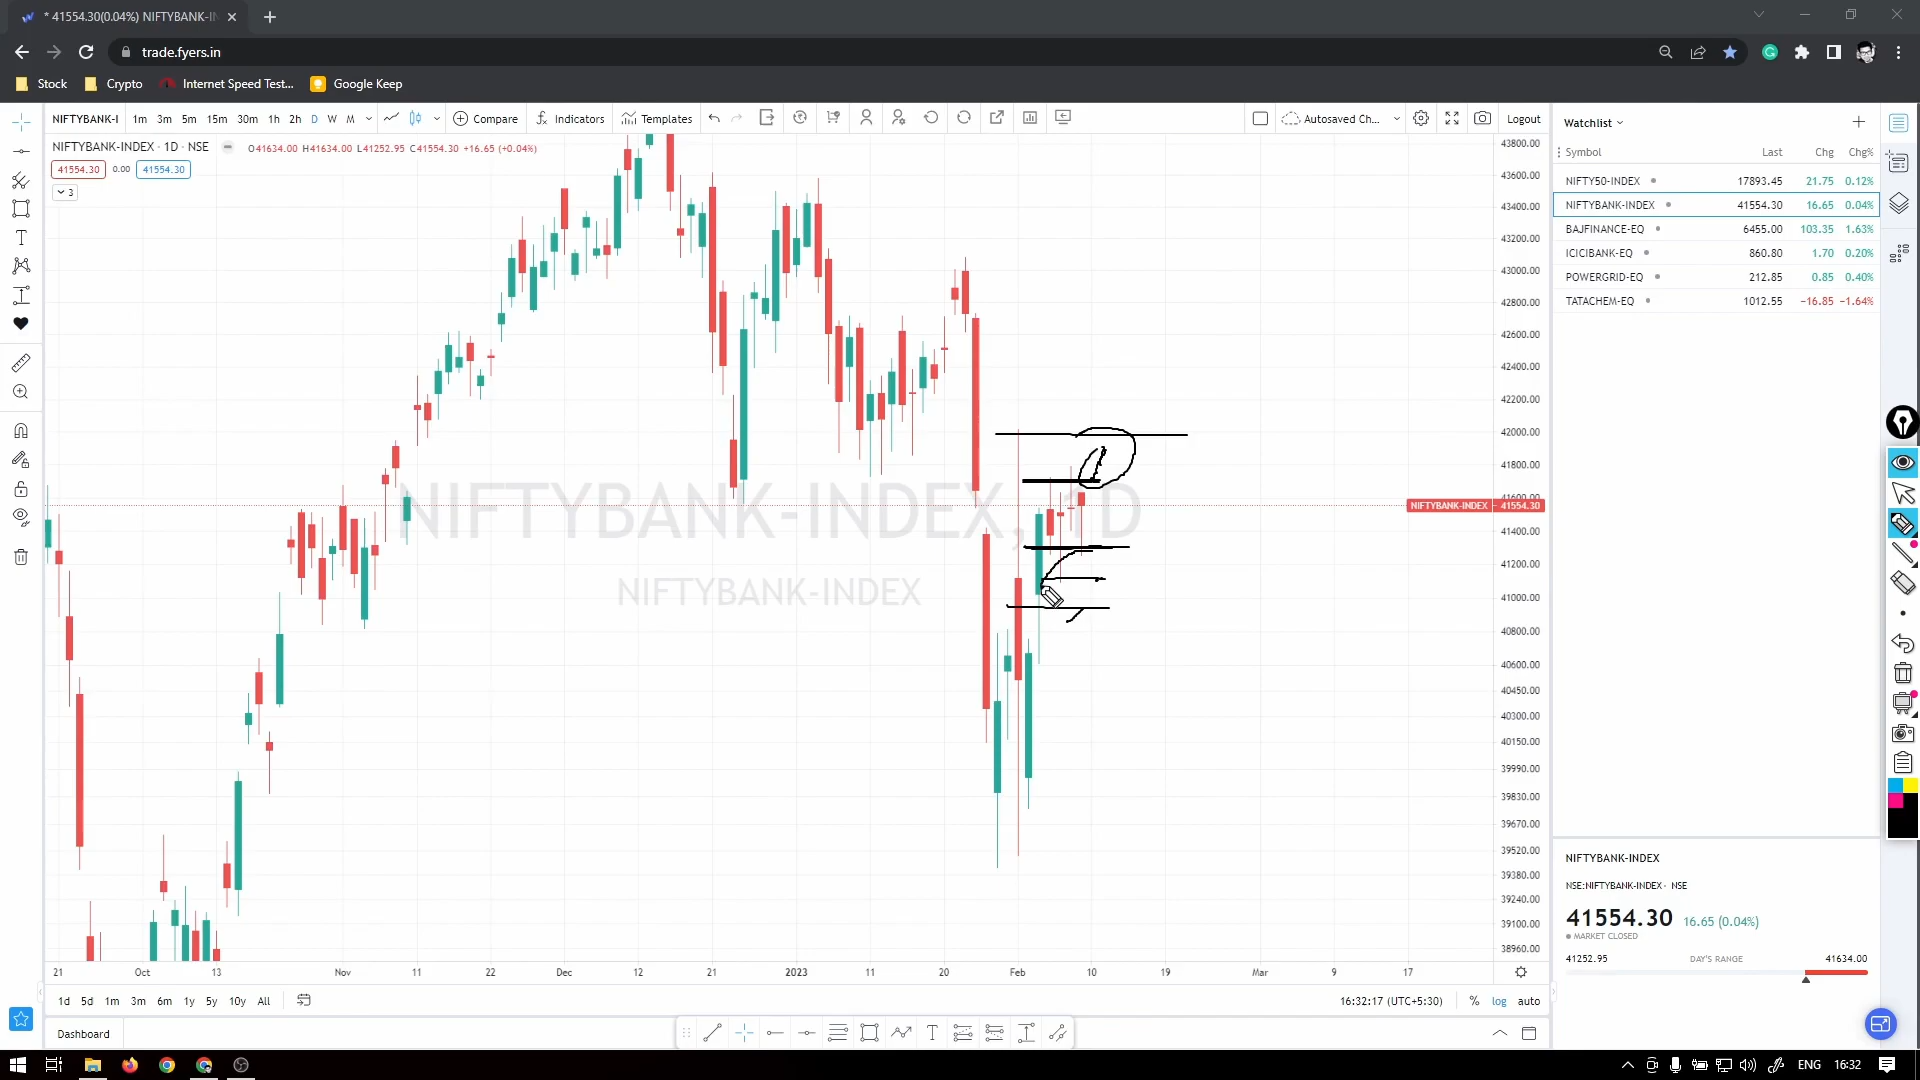 * 41554.30(0.04%) NIFTYBANK-IN
trade.fyers.in
Stock Crypto Internet Speed Test... Google Keep
NIFTYBANK-I 1m 3m 5m 15m 30m 1h 2h D W M Compare Indicators Templates Autosaved Ch... Logout
NIFTYBANK-INDEX · 1D · NSE O41634.00 H41634.00 L41252.95 C41554.30 +16.65 (+0.04%)
41554.30 0.00 41554.30
3
NIFTYBANK-INDEX, 1D
NIFTYBANK-INDEX
43800.00
43600.00
43400.00
43200.00
43000.00
42800.00
42600.00
42400.00
42200.00
42000.00
41800.00
41600.00
NIFTYBANK-INDEX 41554.30
41400.00
41200.00
41000.00
40800.00
40600.00
40450.00
40300.00
40150.00
39990.00
39830.00
39670.00
39520.00
39380.00
39240.00
39100.00
38960.00
21 Oct 13 Nov 11 22 Dec 12 21 2023 11 20 Feb 10 19 Mar 9 17
1d 5d 1m 3m 6m 1y 5y 10y All 16:32:17 (UTC+5:30) % log auto
Dashboard
Watchlist
Symbol Last Chg Chg%
NIFTY50-INDEX 17893.45 21.75 0.12%
NIFTYBANK-INDEX 41554.30 16.65 0.04%
BAJFINANCE-EQ 6455.00 103.35 1.63%
ICICIBANK-EQ 860.80 1.70 0.20%
POWERGRID-EQ 212.85 0.85 0.40%
TATACHEM-EQ 1012.55 −16.85 −1.64%
NIFTYBANK-INDEX
NSE:NIFTYBANK-INDEX · NSE
41554.30 16.65 (0.04%)
MARKET CLOSED
41252.95 DAY'S RANGE 41634.00
ENG 16:32